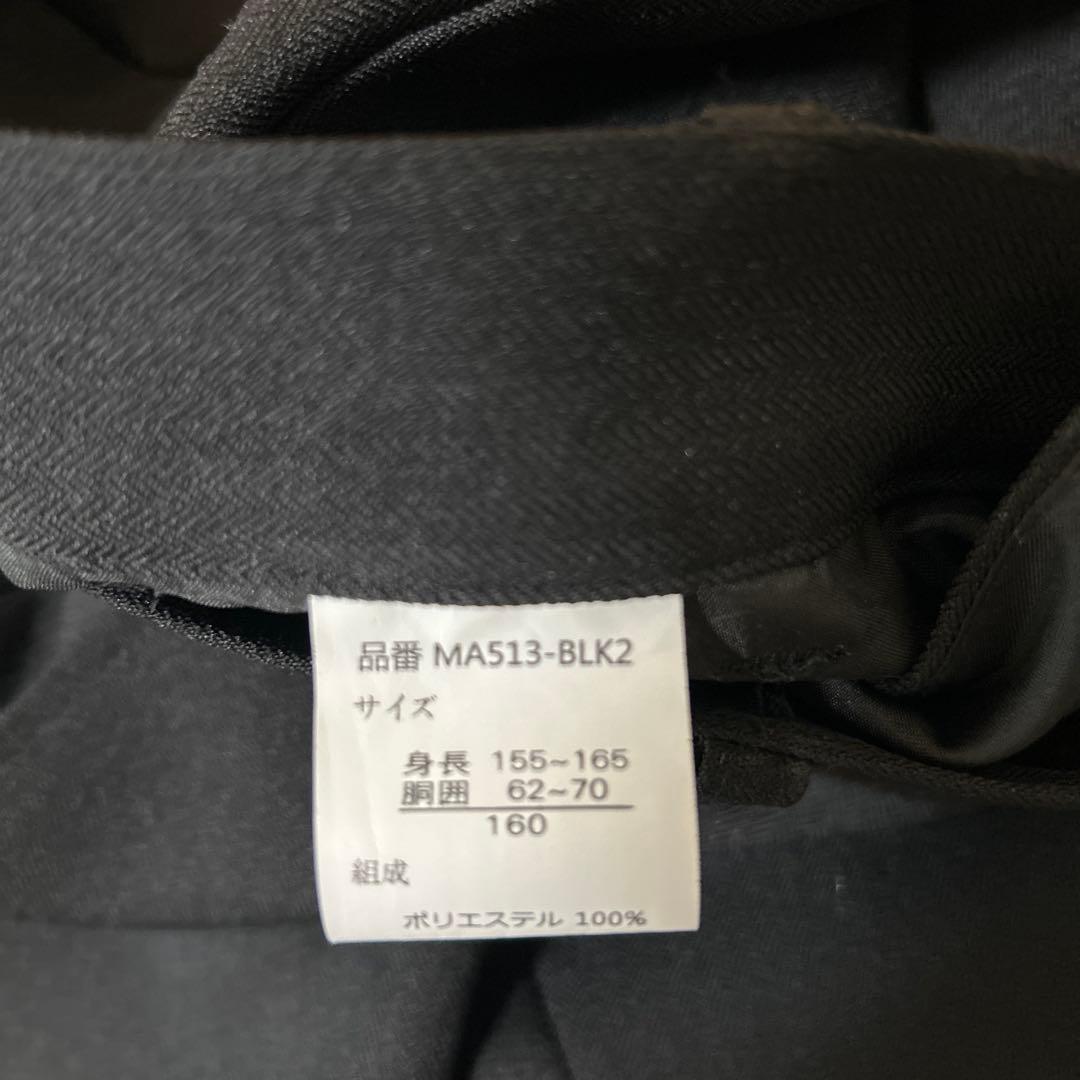 品番 MA513-BLK2
サイズ
身長 155~165
胴囲 62~70
160
組成
ポリエステル 100%